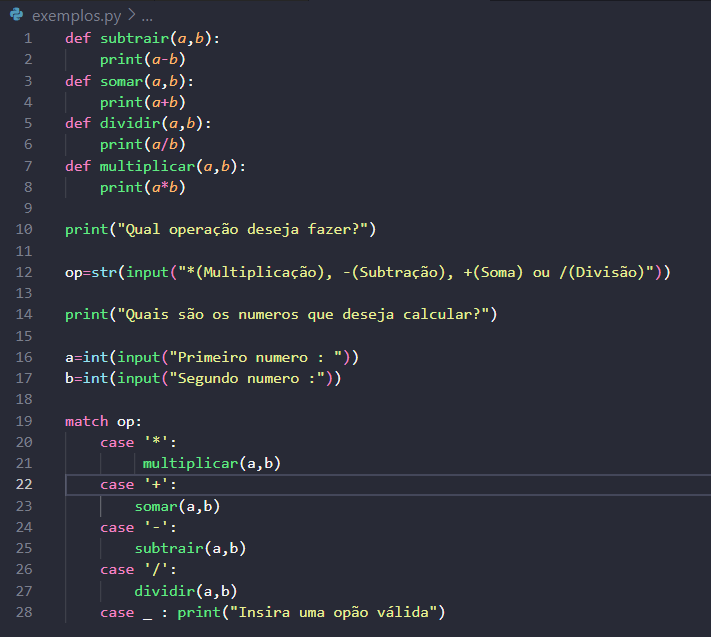 exemplos.py > ...
1 def subtrair(a,b):
2     print(a-b)
3 def somar(a,b):
4     print(a+b)
5 def dividir(a,b):
6     print(a/b)
7 def multiplicar(a,b):
8     print(a*b)
9
10 print("Qual operação deseja fazer?")
11
12 op=str(input("*(Multiplicação), -(Subtração), +(Soma) ou /(Divisão)"))
13
14 print("Quais são os numeros que deseja calcular?")
15
16 a=int(input("Primeiro numero : "))
17 b=int(input("Segundo numero :"))
18
19 match op:
20     case '*':
21          multiplicar(a,b)
22     case '+':
23         somar(a,b)
24     case '-':
25         subtrair(a,b)
26     case '/':
27         dividir(a,b)
28     case _ : print("Insira uma opão válida")